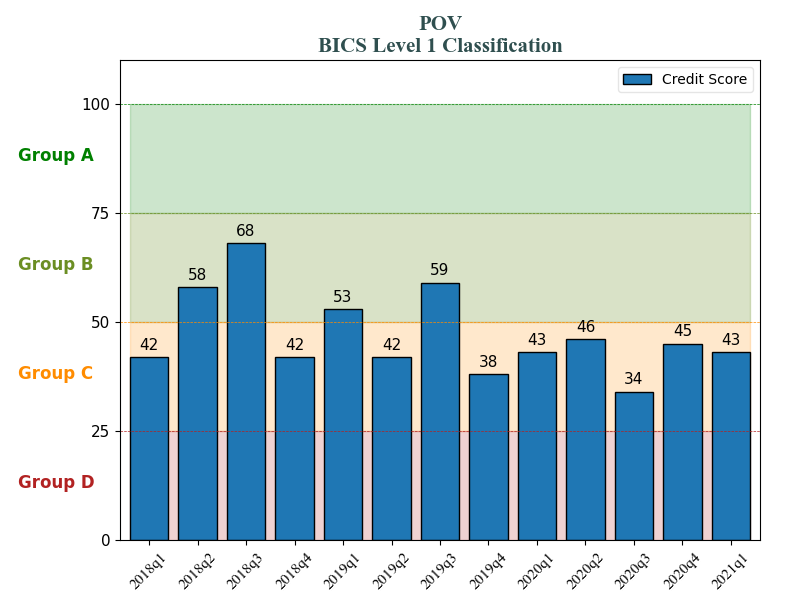 POV
BICS Level 1 Classification
Credit Score
100
Group A
75
68
Group B
58
59
53
50
42
42
42
38
43
46
34
45
43
Group C
25
Group D
0
2018q1
2018q2
2018q3
2018q4
2019q1
2019q2
2019q3
2019q4
2020q1
2020q2
2020q3
2020q4
2021q1